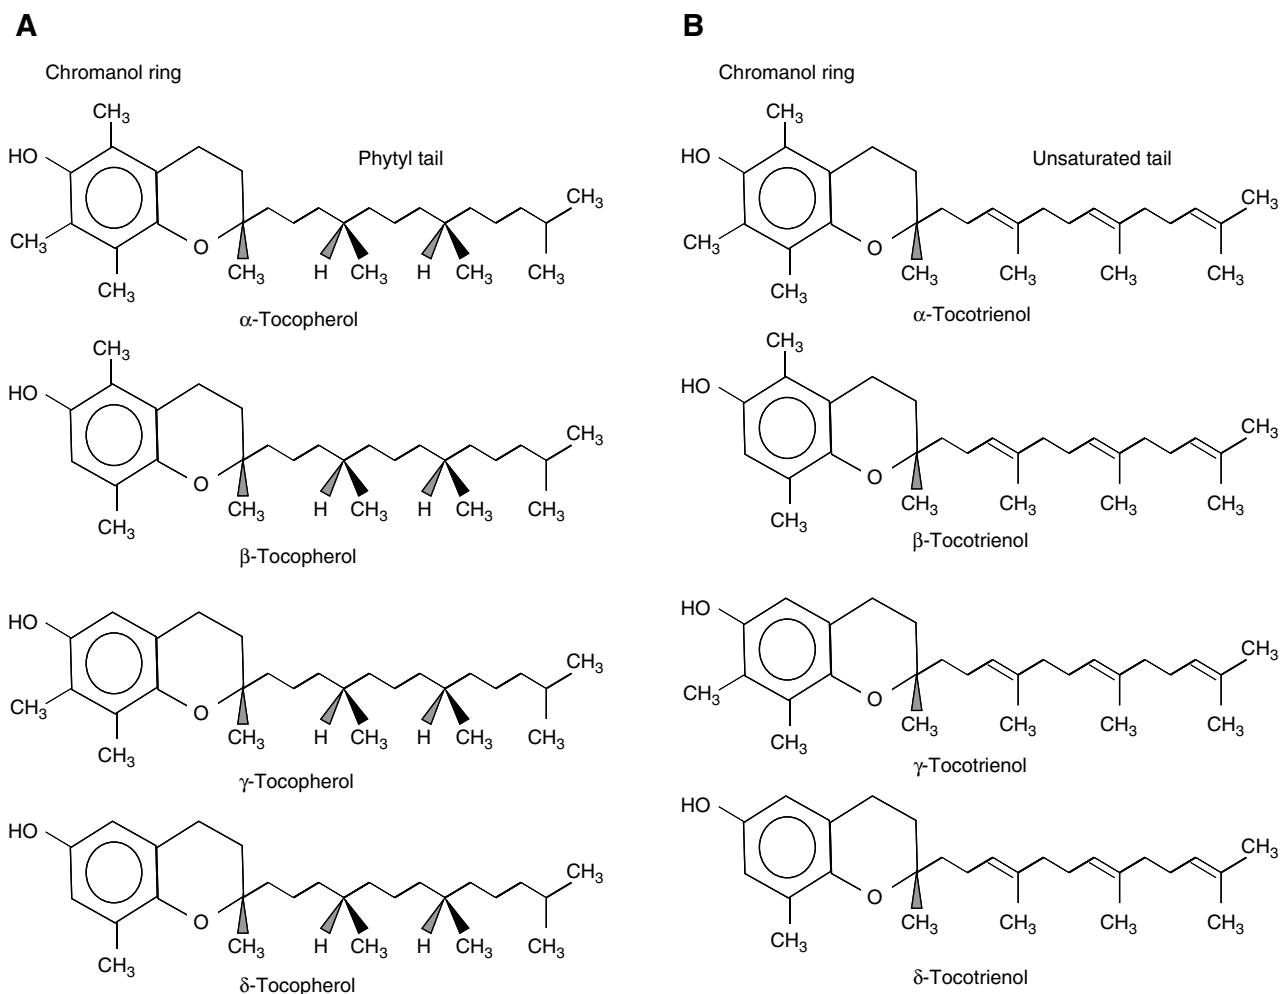 A
Chromanol ring
CH3
HO
Phytyl tail
CH3
CH3
O
CH3
H
CH3
H
CH3
CH3
CH3
α-Tocopherol
CH3
HO
CH3
O
CH3
H
CH3
H
CH3
CH3
CH3
β-Tocopherol
HO
CH3
CH3
O
CH3
H
CH3
H
CH3
CH3
CH3
γ-Tocopherol
HO
CH3
O
CH3
H
CH3
H
CH3
CH3
CH3
δ-Tocopherol
B
Chromanol ring
CH3
HO
Unsaturated tail
CH3
CH3
O
CH3
CH3
CH3
CH3
CH3
α-Tocotrienol
CH3
HO
CH3
O
CH3
CH3
CH3
CH3
CH3
β-Tocotrienol
HO
CH3
CH3
O
CH3
CH3
CH3
CH3
CH3
γ-Tocotrienol
HO
CH3
O
CH3
CH3
CH3
CH3
CH3
δ-Tocotrienol